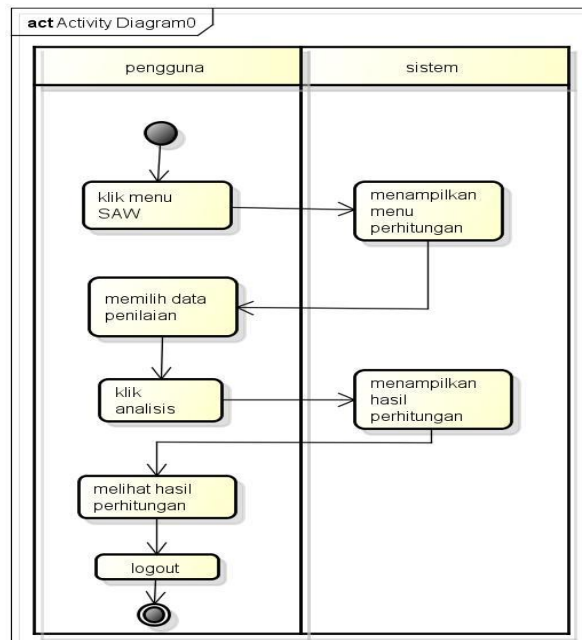 act Activity Diagram0
pengguna
sistem
klik menu
SAW
menampilkan
menu
perhitungan
memilih data
penilaian
klik
analisis
menampilkan
hasil
perhitungan
melihat hasil
perhitungan
logout